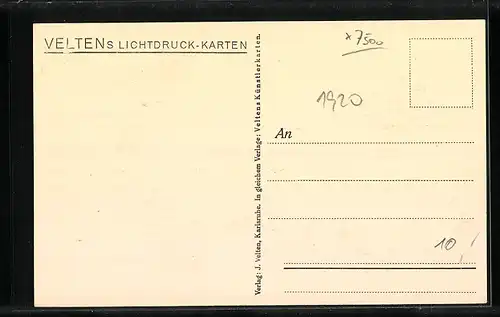 VELTENS LICHTDRUCK-KARTEN
Verlag: J. Velten, Karlsruhe. In gleichem Verlage: Veltens Künstlerkarten.
x 7500
1920
An
10,